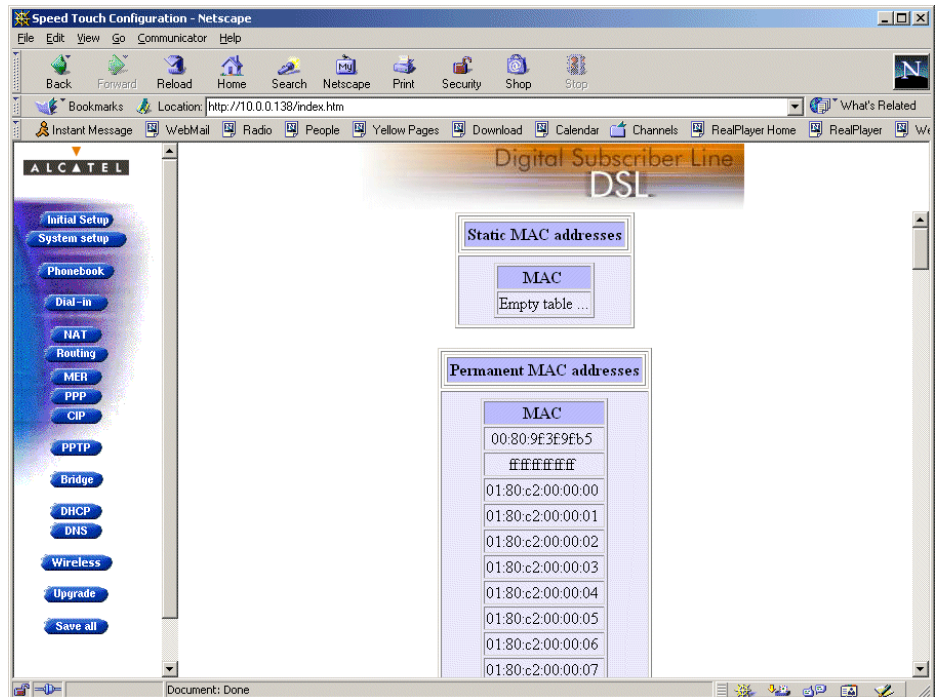 Speed Touch Configuration - Netscape
File Edit View Go Communicator Help
Back Forward Reload Home Search Netscape Print Security Shop Stop
N
Bookmarks Location: http://10.0.0.138/index.htm What's Related
Instant Message WebMail Radio People Yellow Pages Download Calendar Channels RealPlayer Home RealPlayer We
ALCATEL
Initial Setup
System setup
Phonebook
Dial-in
NAT
Routing
MER
PPP
CIP
PPTP
Bridge
DHCP
DNS
Wireless
Upgrade
Save all
Digital Subscriber Line
DSL
Static MAC addresses
MAC
Empty table ...
Permanent MAC addresses
MAC
00:80:9f:3f:9f:b5
ff:ff:ff:ff:ff:ff
01:80:c2:00:00:00
01:80:c2:00:00:01
01:80:c2:00:00:02
01:80:c2:00:00:03
01:80:c2:00:00:04
01:80:c2:00:00:05
01:80:c2:00:00:06
01:80:c2:00:00:07
Document: Done